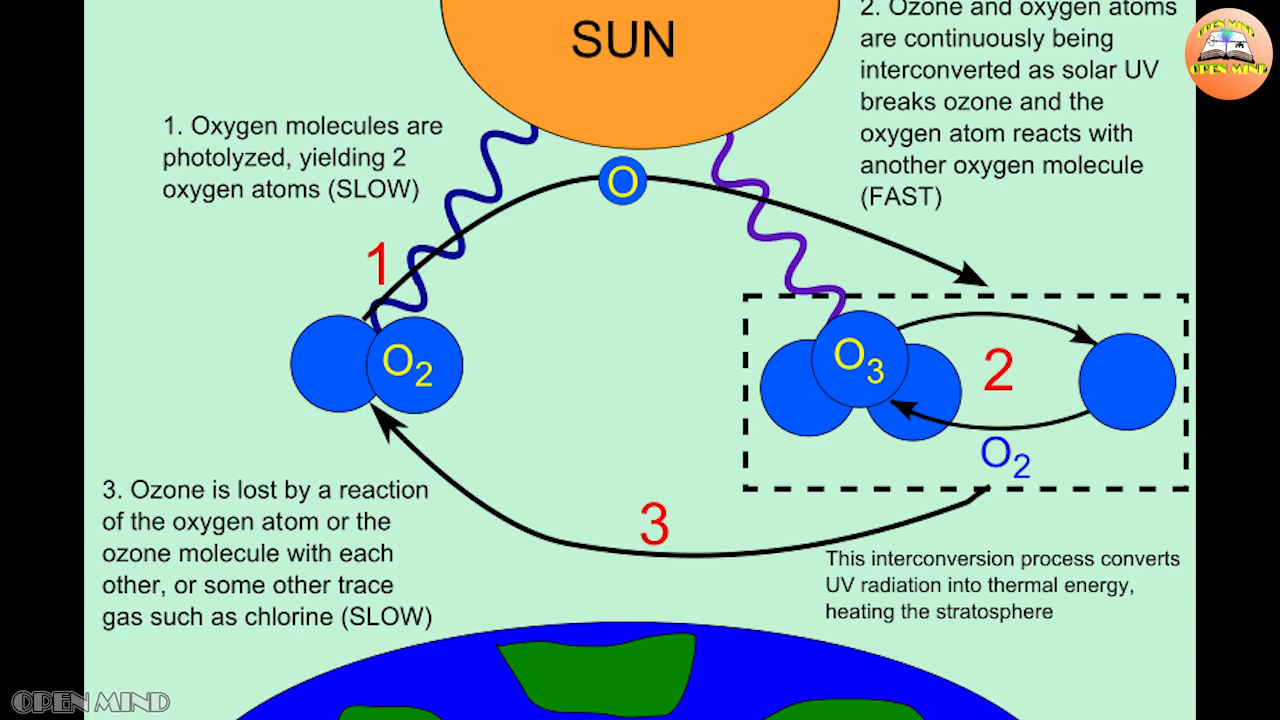 SUN
1. Oxygen molecules are
photolyzed, yielding 2
oxygen atoms (SLOW)
2. Ozone and oxygen atoms
are continuously being
interconverted as solar UV
breaks ozone and the
oxygen atom reacts with
another oxygen molecule
(FAST)
OPEN MIND
OPEN MIND
O
1
O2
O3
2
O2
3. Ozone is lost by a reaction
of the oxygen atom or the
ozone molecule with each
other, or some other trace
gas such as chlorine (SLOW)
3
This interconversion process converts
UV radiation into thermal energy,
heating the stratosphere
OPEN MIND